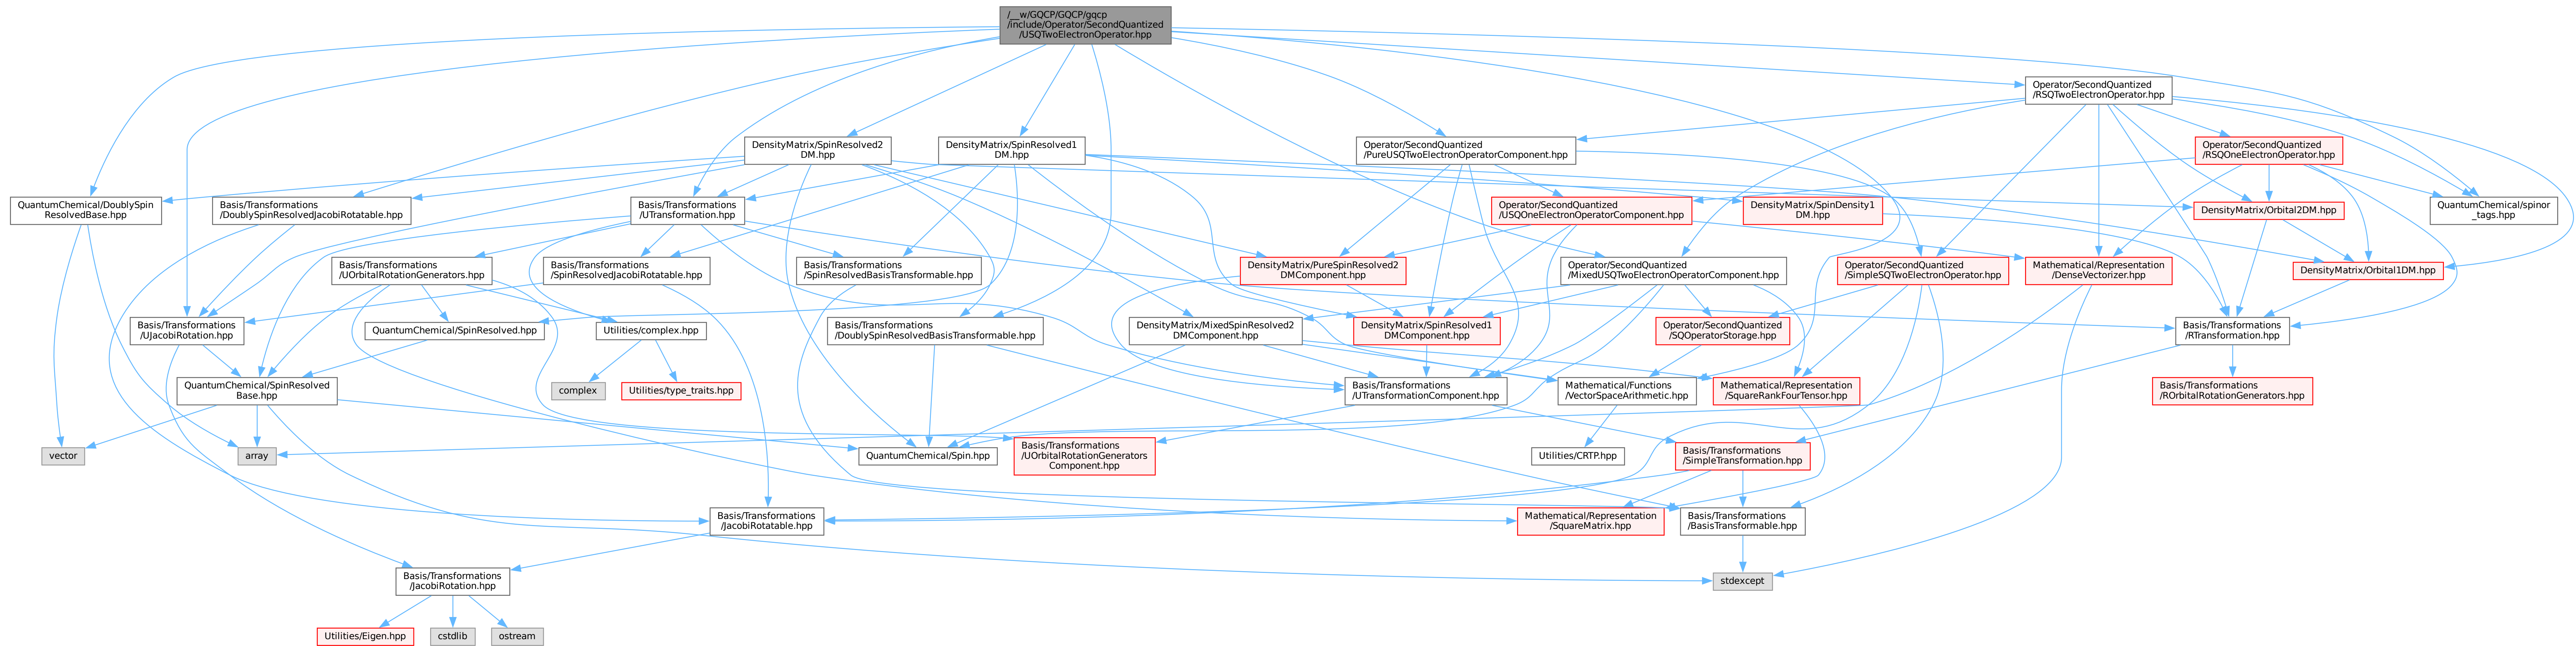 /__w/GQCP/GQCP/gqcp
/include/Operator/SecondQuantized
/USQTwoElectronOperator.hpp
Operator/SecondQuantized
/RSQTwoElectronOperator.hpp
DensityMatrix/SpinResolved2
DM.hpp
DensityMatrix/SpinResolved1
DM.hpp
Operator/SecondQuantized
/PureUSQTwoElectronOperatorComponent.hpp
Operator/SecondQuantized
/RSQOneElectronOperator.hpp
QuantumChemical/DoublySpin
ResolvedBase.hpp
Basis/Transformations
/DoublySpinResolvedJacobiRotatable.hpp
Basis/Transformations
/UTransformation.hpp
Operator/SecondQuantized
/USQOneElectronOperatorComponent.hpp
DensityMatrix/SpinDensity1
DM.hpp
DensityMatrix/Orbital2DM.hpp
QuantumChemical/spinor
_tags.hpp
Basis/Transformations
/UOrbitalRotationGenerators.hpp
Basis/Transformations
/SpinResolvedJacobiRotatable.hpp
Basis/Transformations
/SpinResolvedBasisTransformable.hpp
DensityMatrix/PureSpinResolved2
DMComponent.hpp
Operator/SecondQuantized
/MixedUSQTwoElectronOperatorComponent.hpp
Operator/SecondQuantized
/SimpleSQTwoElectronOperator.hpp
Mathematical/Representation
/DenseVectorizer.hpp
DensityMatrix/Orbital1DM.hpp
Basis/Transformations
/UJacobiRotation.hpp
QuantumChemical/SpinResolved.hpp
Utilities/complex.hpp
Basis/Transformations
/DoublySpinResolvedBasisTransformable.hpp
DensityMatrix/MixedSpinResolved2
DMComponent.hpp
DensityMatrix/SpinResolved1
DMComponent.hpp
Operator/SecondQuantized
/SQOperatorStorage.hpp
Basis/Transformations
/RTransformation.hpp
QuantumChemical/SpinResolved
Base.hpp
complex
Utilities/type_traits.hpp
Basis/Transformations
/UTransformationComponent.hpp
Mathematical/Functions
/VectorSpaceArithmetic.hpp
Mathematical/Representation
/SquareRankFourTensor.hpp
Basis/Transformations
/ROrbitalRotationGenerators.hpp
vector
array
QuantumChemical/Spin.hpp
Basis/Transformations
/UOrbitalRotationGenerators
Component.hpp
Utilities/CRTP.hpp
Basis/Transformations
/SimpleTransformation.hpp
Basis/Transformations
/JacobiRotatable.hpp
Mathematical/Representation
/SquareMatrix.hpp
Basis/Transformations
/BasisTransformable.hpp
Basis/Transformations
/JacobiRotation.hpp
stdexcept
Utilities/Eigen.hpp
cstdlib
ostream